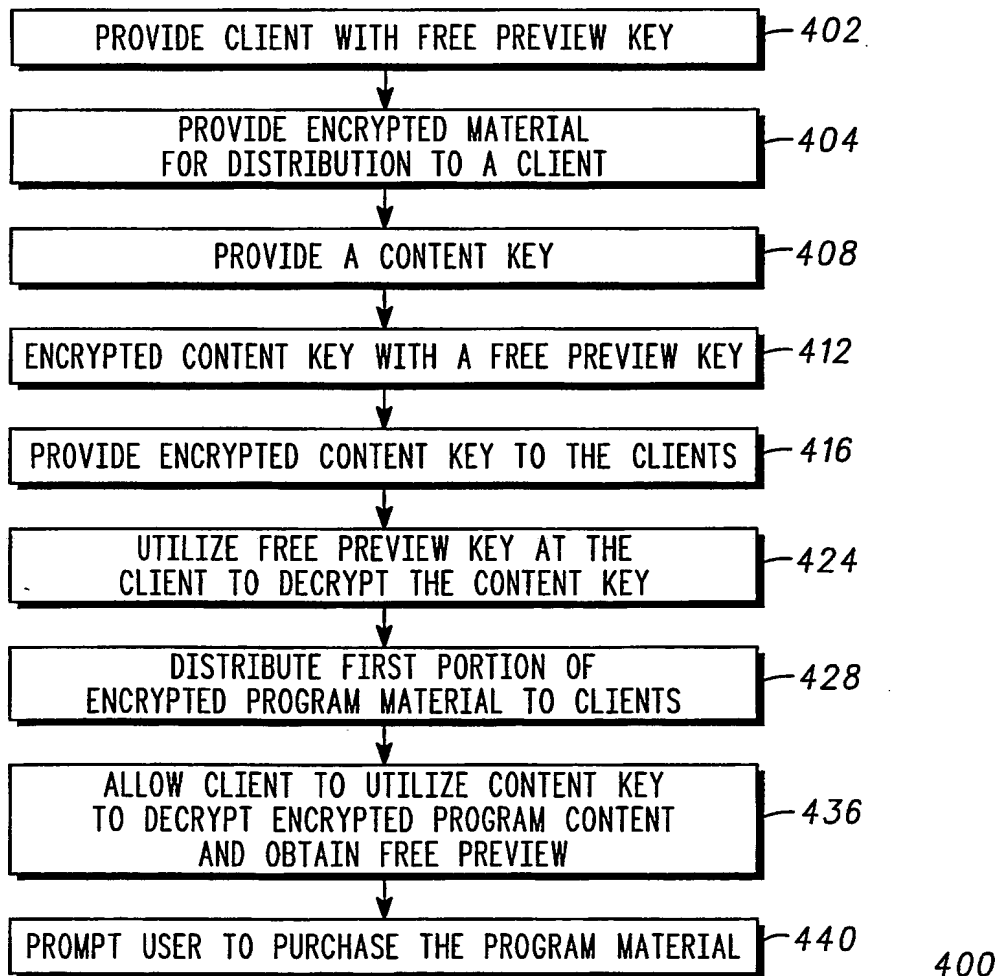 PROVIDE CLIENT WITH FREE PREVIEW KEY
402
PROVIDE ENCRYPTED MATERIAL
FOR DISTRIBUTION TO A CLIENT
404
PROVIDE A CONTENT KEY
408
ENCRYPTED CONTENT KEY WITH A FREE PREVIEW KEY
412
PROVIDE ENCRYPTED CONTENT KEY TO THE CLIENTS
416
UTILIZE FREE PREVIEW KEY AT THE
CLIENT TO DECRYPT THE CONTENT KEY
424
DISTRIBUTE FIRST PORTION OF
ENCRYPTED PROGRAM MATERIAL TO CLIENTS
428
ALLOW CLIENT TO UTILIZE CONTENT KEY
TO DECRYPT ENCRYPTED PROGRAM CONTENT
AND OBTAIN FREE PREVIEW
436
PROMPT USER TO PURCHASE THE PROGRAM MATERIAL
440
400